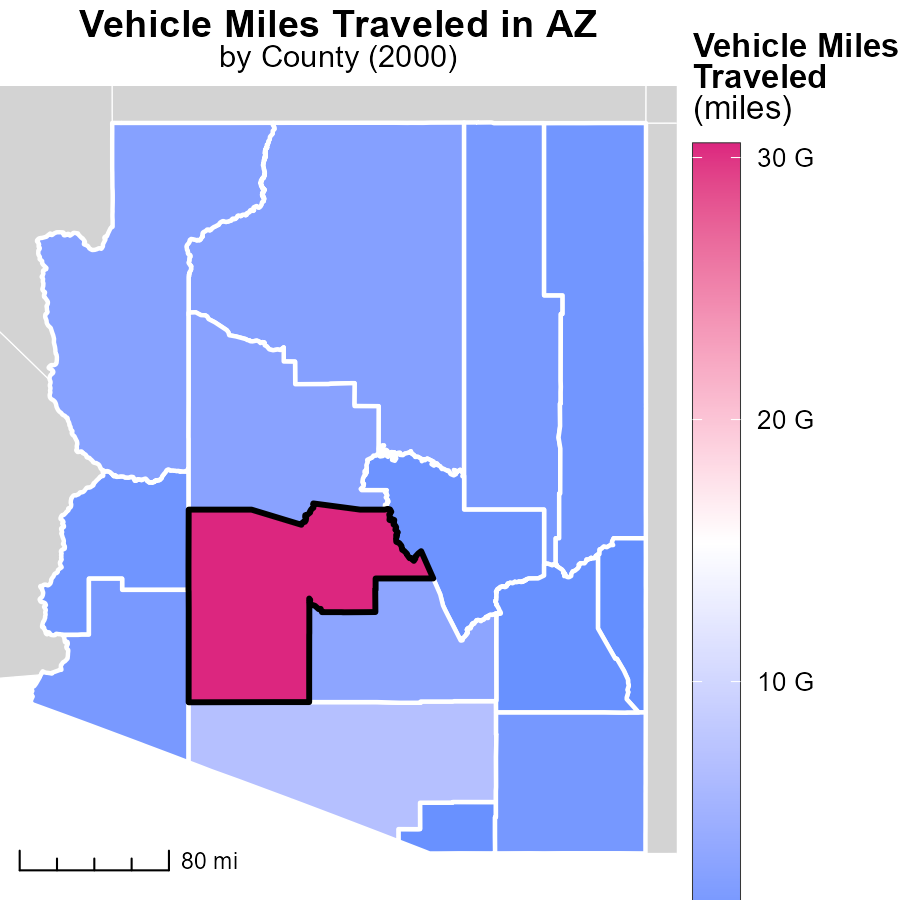 Vehicle Miles Traveled in AZ
by County (2000)
Vehicle Miles
Traveled
(miles)
30 G
20 G
10 G
80 mi